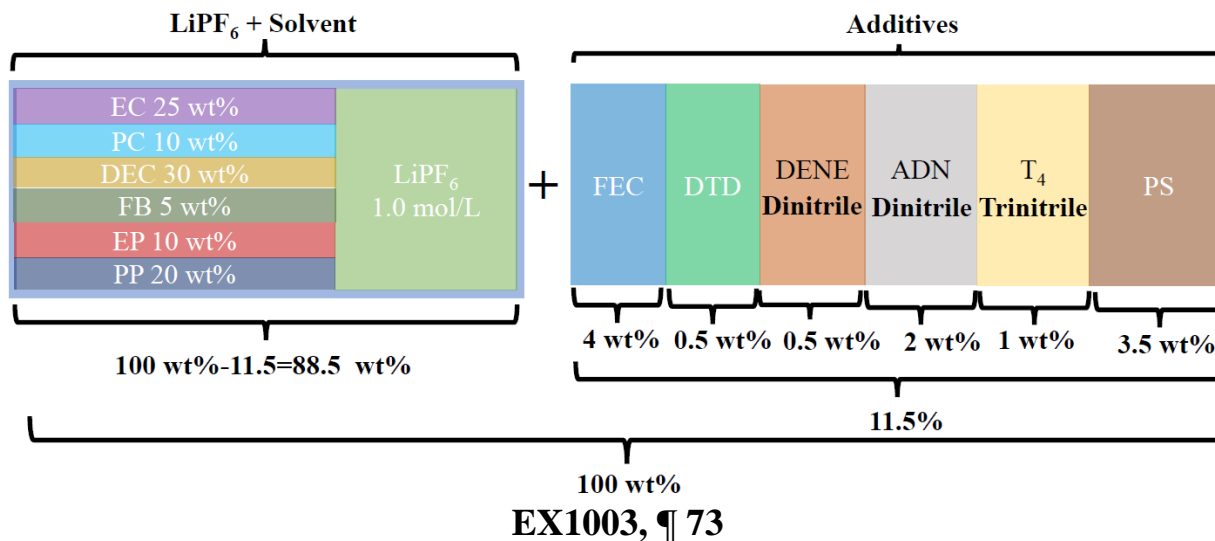 LiPF₆ + Solvent
Additives
EC 25 wt%
PC 10 wt%
DEC 30 wt%
FB 5 wt%
EP 10 wt%
PP 20 wt%
LiPF₆
1.0 mol/L
+
FEC
DTD
DENE
Dinitrile
ADN
Dinitrile
T₄
Trinitrile
PS
4 wt%
0.5 wt%
0.5 wt%
2 wt%
1 wt%
3.5 wt%
100 wt%-11.5=88.5 wt%
11.5%
100 wt%
EX1003, ¶ 73